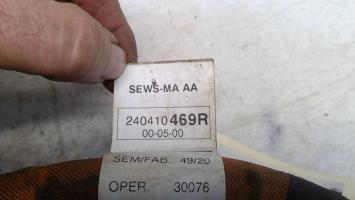 SEWS-MA AA
240410469R
00-05-00
SEM/FAB. 49/20
OPER. 30076